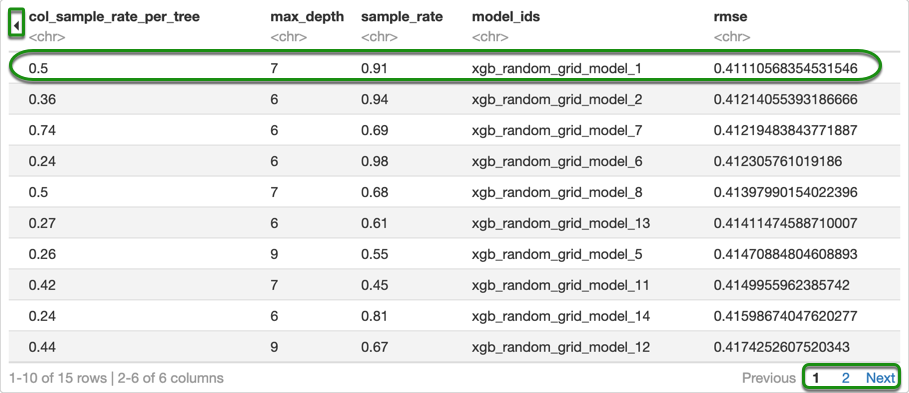 col_sample_rate_per_tree max_depth sample_rate model_ids rmse
<chr> <chr> <chr> <chr> <chr>
0.5 7 0.91 xgb_random_grid_model_1 0.41110568354531546
0.36 6 0.94 xgb_random_grid_model_2 0.41214055393186666
0.74 6 0.69 xgb_random_grid_model_7 0.41219483843771887
0.24 6 0.98 xgb_random_grid_model_6 0.412305761019186
0.5 7 0.68 xgb_random_grid_model_8 0.41397990154022396
0.27 6 0.61 xgb_random_grid_model_13 0.41411474588710007
0.26 9 0.55 xgb_random_grid_model_5 0.41470884804608893
0.42 7 0.45 xgb_random_grid_model_11 0.4149955962385742
0.24 6 0.81 xgb_random_grid_model_14 0.41598674047620277
0.44 9 0.67 xgb_random_grid_model_12 0.4174252607520343
1-10 of 15 rows | 2-6 of 6 columns Previous 1 2 Next